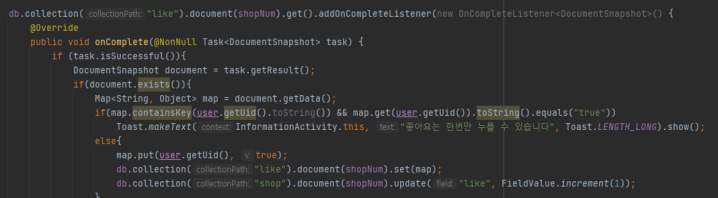 db.collection( collectionPath: "like").document(shopNum).get().addOnCompleteListener(new OnCompleteListener<DocumentSnapshot>() {
@Override
public void onComplete(@NonNull Task<DocumentSnapshot> task) {
if (task.isSuccessful()){
DocumentSnapshot document = task.getResult();
if(document.exists()){
Map<String, Object> map = document.getData();
if(map.containsKey(user.getUid().toString()) && map.get(user.getUid()).toString().equals("true"))
Toast.makeText( context: InformationActivity.this, text: "좋아요는 한번만 누를 수 있습니다", Toast.LENGTH_LONG).show();
else{
map.put(user.getUid(), v: true);
db.collection( collectionPath: "like").document(shopNum).set(map);
db.collection( collectionPath: "shop").document(shopNum).update( field: "like", FieldValue.increment(1));
}